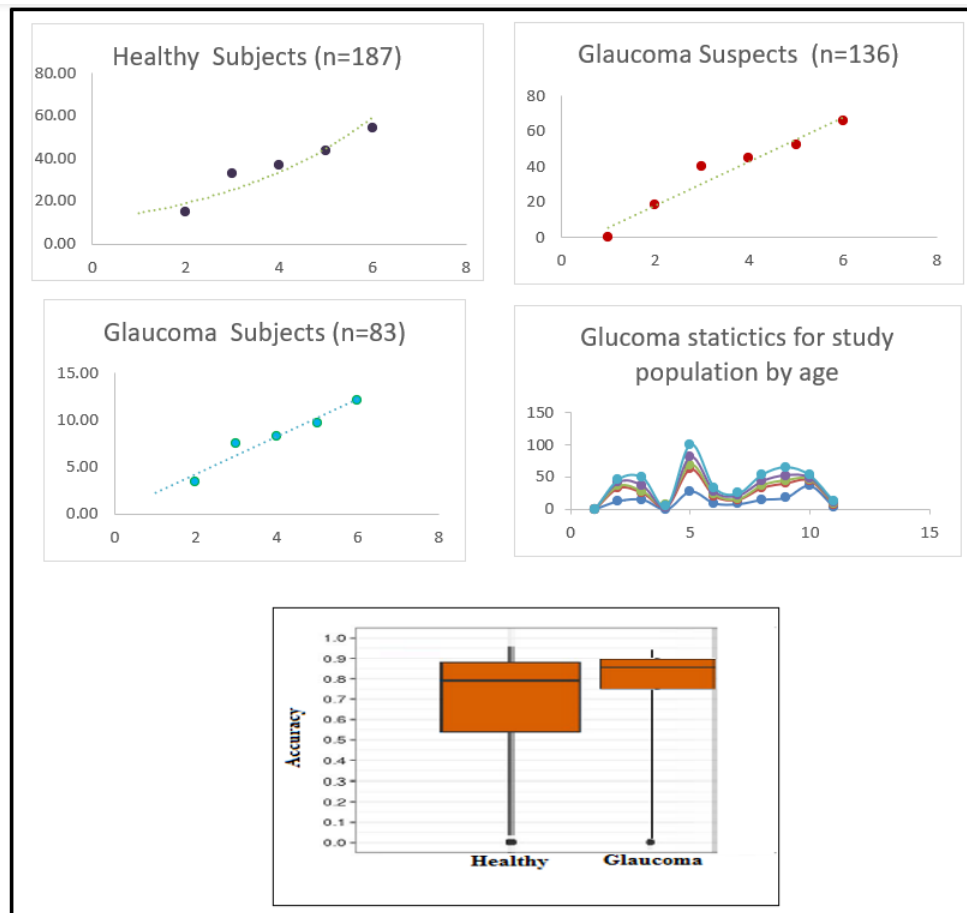 Healthy Subjects (n=187)
80.00
60.00
40.00
20.00
0.00
0 2 4 6 8
Glaucoma Suspects (n=136)
80
60
40
20
0
0 2 4 6 8
Glaucoma Subjects (n=83)
15.00
10.00
5.00
0.00
0 2 4 6 8
Glucoma statictics for study
population by age
150
100
50
0
0 5 10 15
Accuracy
1.0
0.9
0.8
0.7
0.6
0.5
0.4
0.3
0.2
0.1
0.0
Healthy Glaucoma